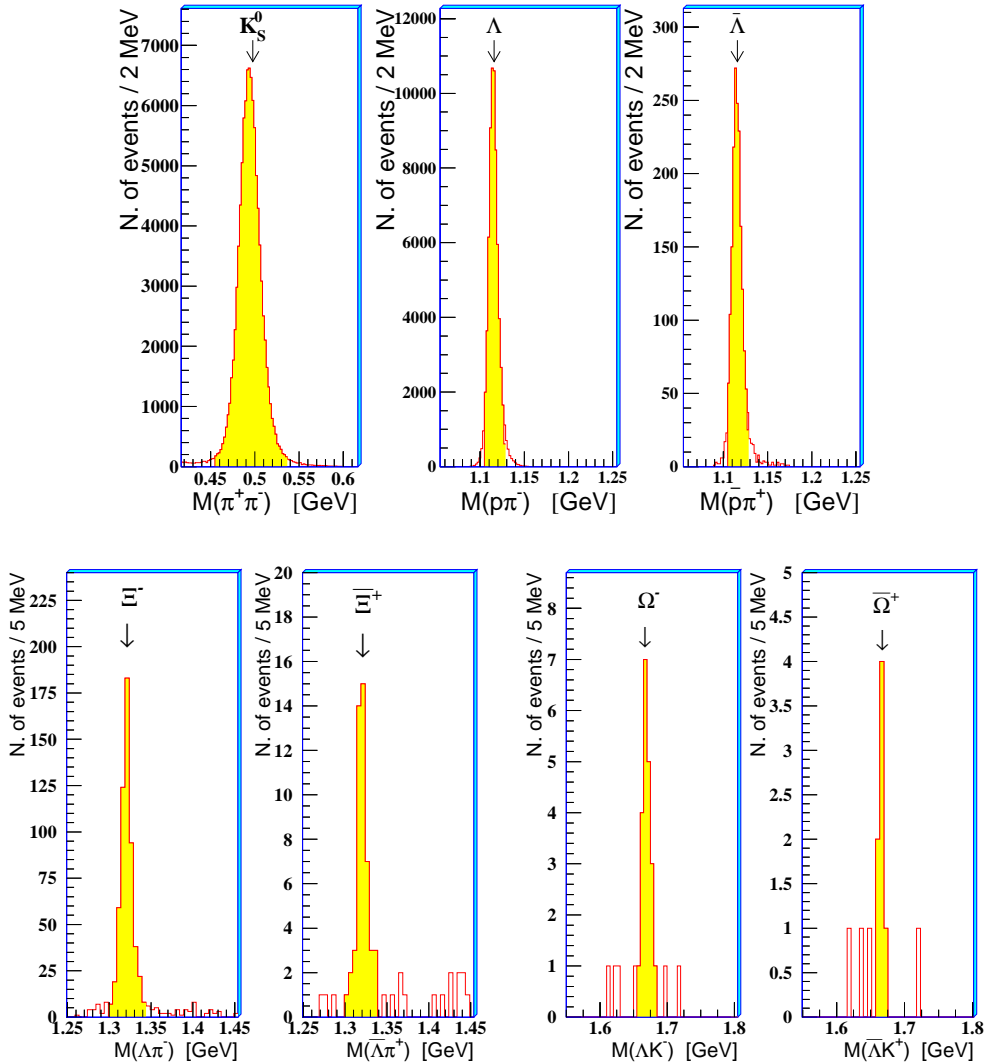 K⁰S
N. of events / 2 MeV
7000
6000
5000
4000
3000
2000
1000
0
0.45 0.5 0.55 0.6
M(π⁺π⁻) [GeV]
Λ
N. of events / 2 MeV
12000
10000
8000
6000
4000
2000
0
1.1 1.15 1.2 1.25
M(pπ⁻) [GeV]
Λ̄
N. of events / 2 MeV
300
250
200
150
100
50
0
1.1 1.15 1.2 1.25
M(p̄π⁺) [GeV]
Ξ⁻
N. of events / 5 MeV
225
200
175
150
125
100
75
50
25
0
1.25 1.3 1.35 1.4 1.45
M(Λπ⁻) [GeV]
Ξ̄⁺
N. of events / 5 MeV
20
18
16
14
12
10
8
6
4
2
0
1.25 1.3 1.35 1.4 1.45
M(Λ̄π⁺) [GeV]
Ω⁻
N. of events / 5 MeV
8
7
6
5
4
3
2
1
0
1.6 1.7 1.8
M(ΛK⁻) [GeV]
Ω̄⁺
N. of events / 5 MeV
5
4.5
4
3.5
3
2.5
2
1.5
1
0.5
0
1.6 1.7 1.8
M(Λ̄K⁺) [GeV]